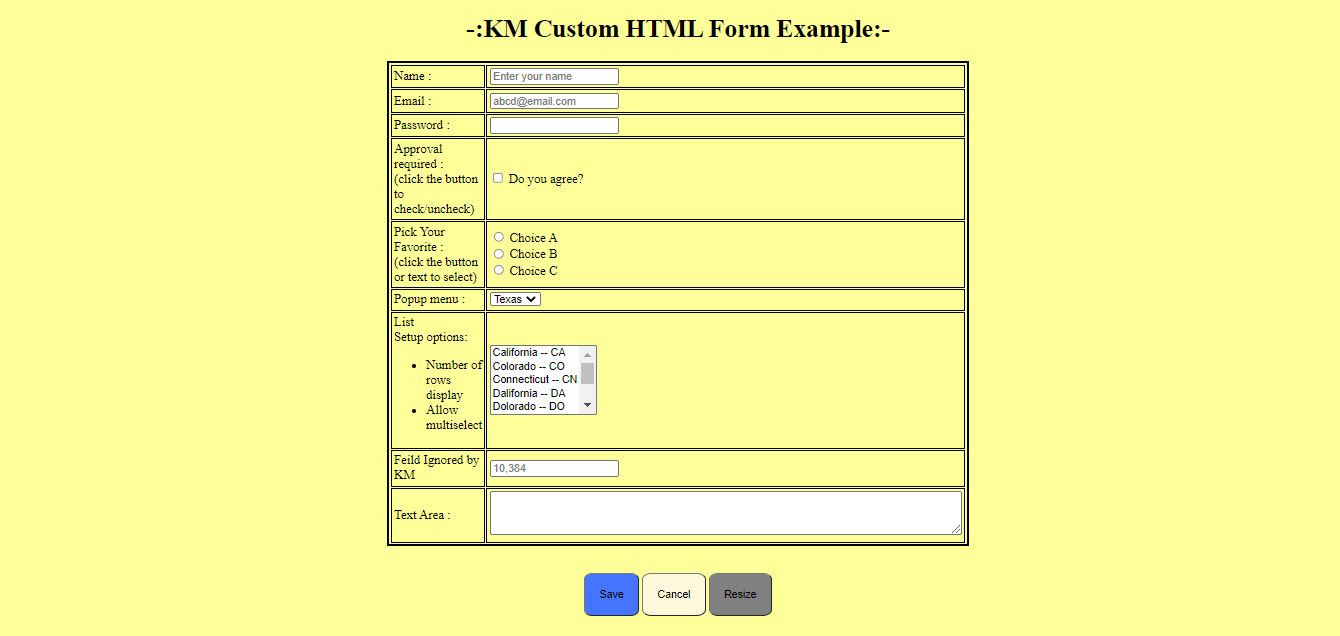 -:KM Custom HTML Form Example:-
Name :
Enter your name
Email :
abcd@email.com
Password :
Approval
required :
(click the button
to
check/uncheck)
Do you agree?
Pick Your
Favorite :
(click the button
or text to select)
Choice A
Choice B
Choice C
Popup menu :
Texas
List
Setup options:
Number of
rows
display
Allow
multiselect
California -- CA
Colorado -- CO
Connecticut -- CN
Dalifornia -- DA
Dolorado -- DO
Feild Ignored by
KM
10,384
Text Area :
Save Cancel Resize